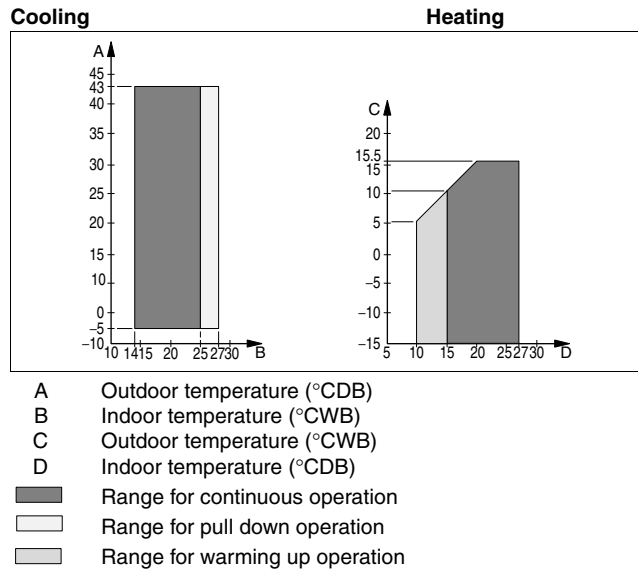 Cooling Heating
A
45
43
40
35
30
25
20
15
10
0
–5
–10
10 1415 20 25 2730 B
C
20
15.5
15
10
5
0
–5
–10
–15
5 10 15 20 252730 D
A Outdoor temperature (°CDB)
B Indoor temperature (°CWB)
C Outdoor temperature (°CWB)
D Indoor temperature (°CDB)
Range for continuous operation
Range for pull down operation
Range for warming up operation